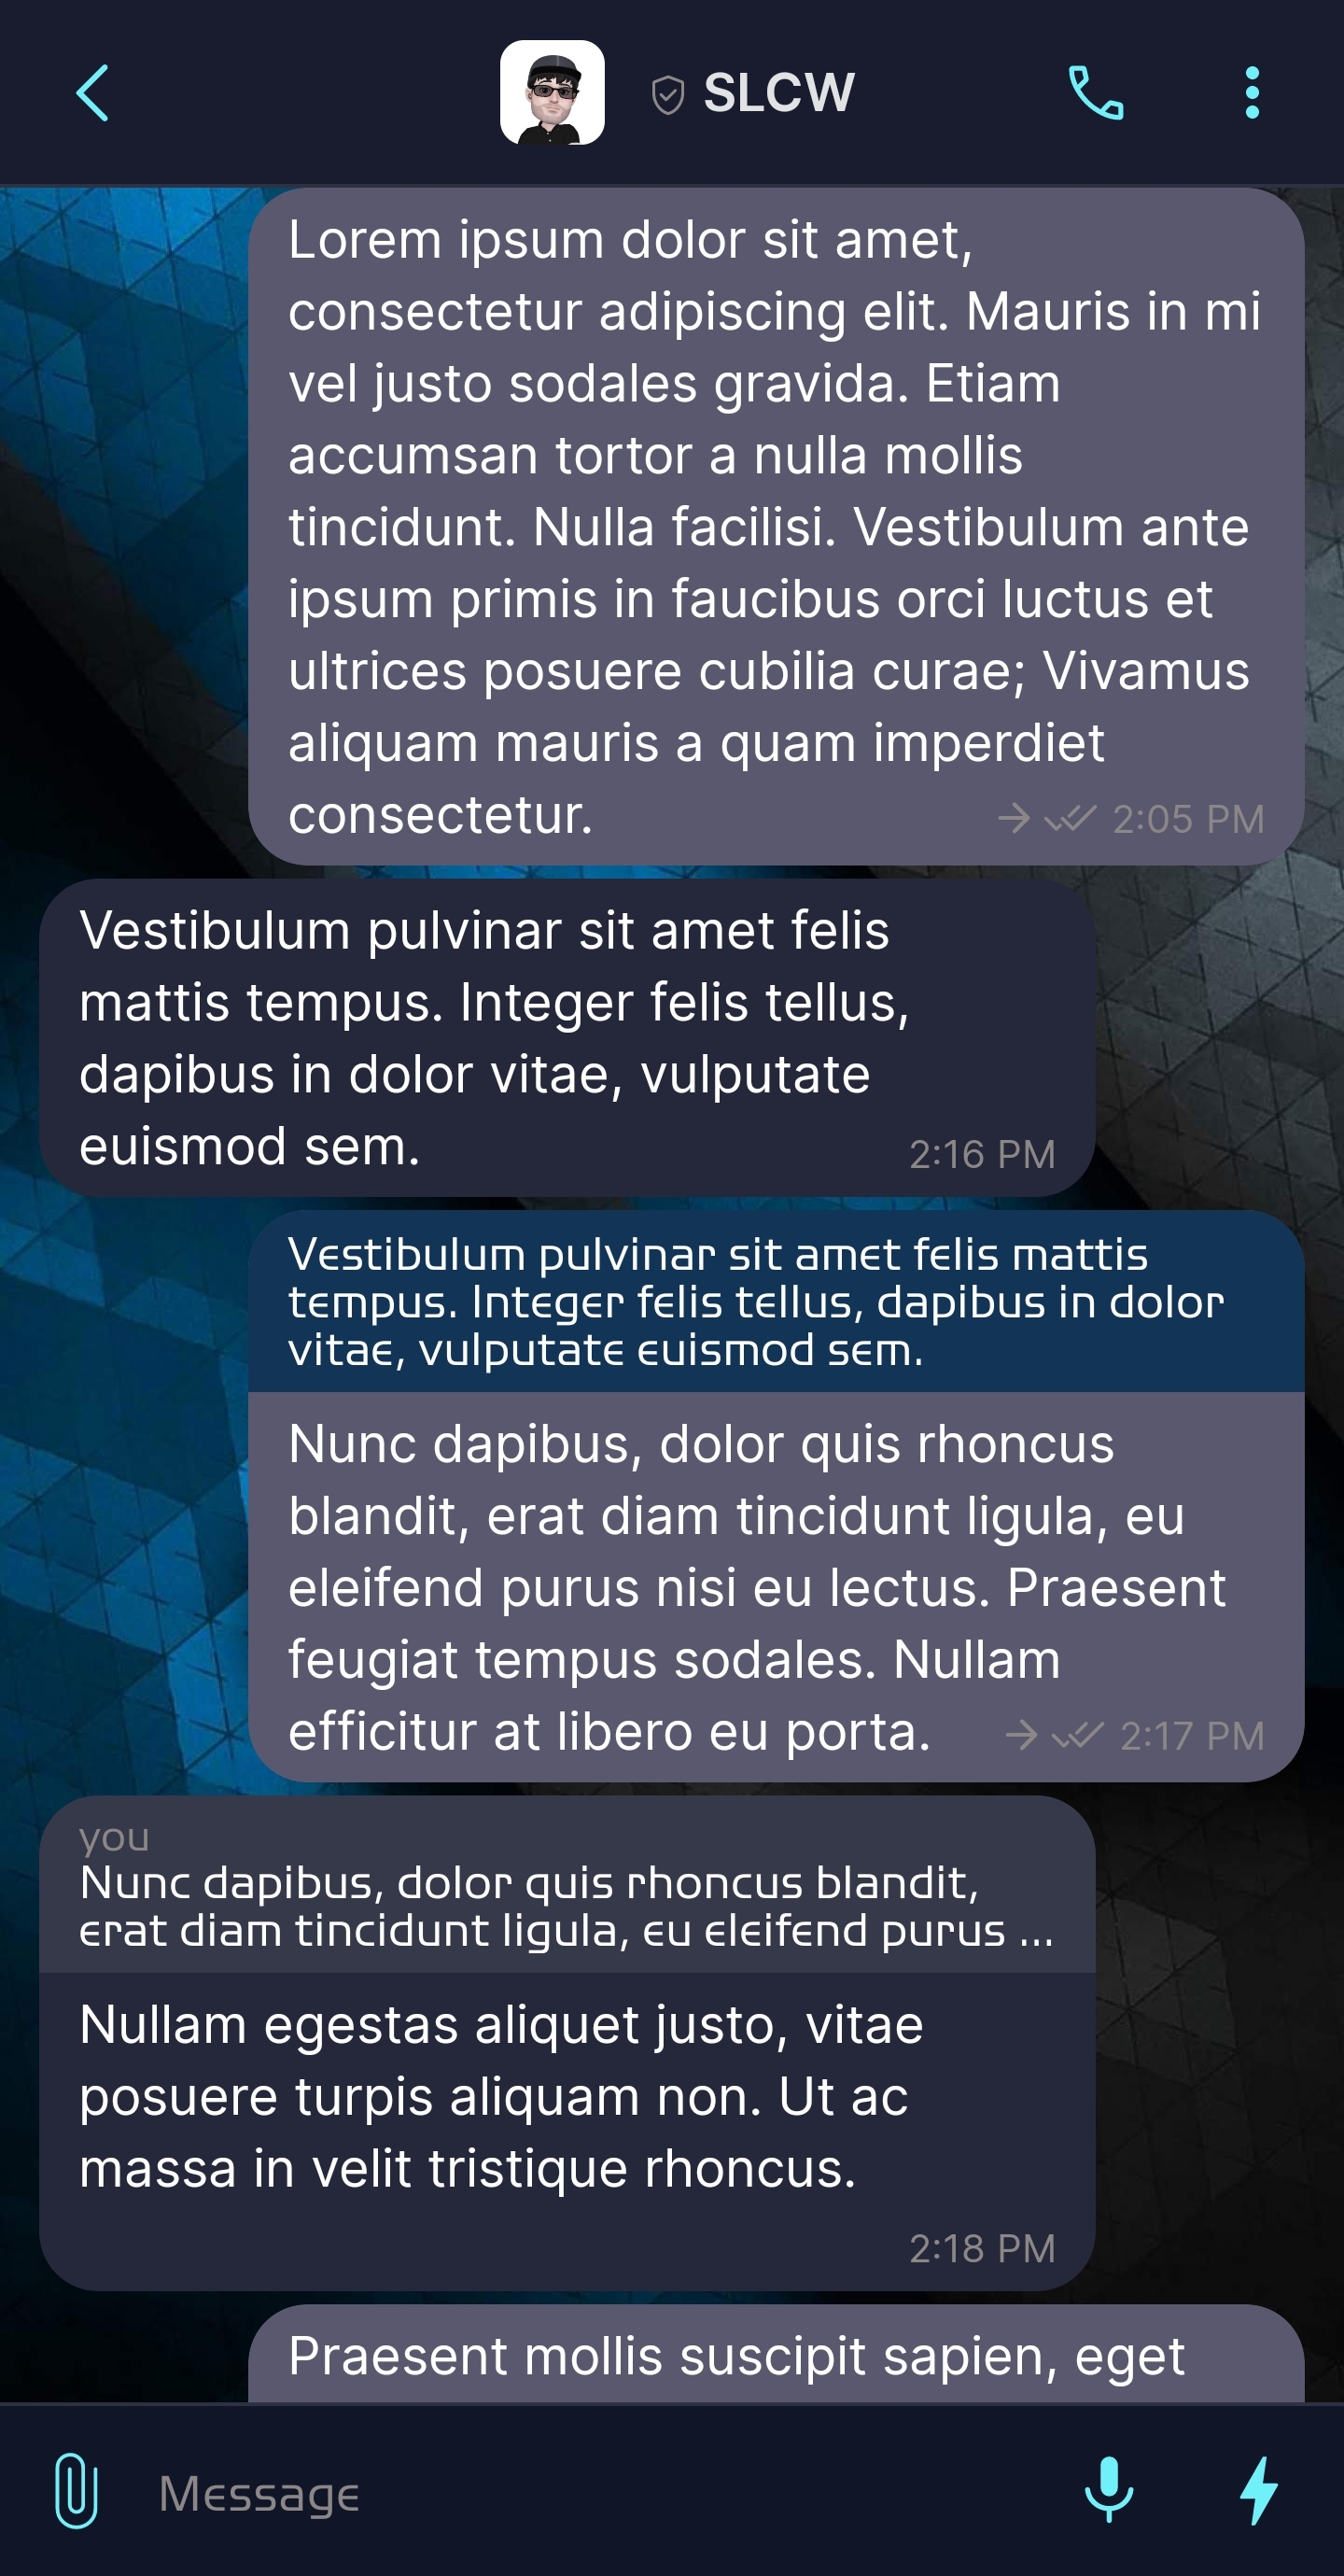 SLCW
Lorem ipsum dolor sit amet,
consectetur adipiscing elit. Mauris in mi
vel justo sodales gravida. Etiam
accumsan tortor a nulla mollis
tincidunt. Nulla facilisi. Vestibulum ante
ipsum primis in faucibus orci luctus et
ultrices posuere cubilia curae; Vivamus
aliquam mauris a quam imperdiet
consectetur.
2:05 PM
Vestibulum pulvinar sit amet felis
mattis tempus. Integer felis tellus,
dapibus in dolor vitae, vulputate
euismod sem.
2:16 PM
Vestibulum pulvinar sit amet felis mattis
tempus. Integer felis tellus, dapibus in dolor
vitae, vulputate euismod sem.
Nunc dapibus, dolor quis rhoncus
blandit, erat diam tincidunt ligula, eu
eleifend purus nisi eu lectus. Praesent
feugiat tempus sodales. Nullam
efficitur at libero eu porta.
2:17 PM
you
Nunc dapibus, dolor quis rhoncus blandit,
erat diam tincidunt ligula, eu eleifend purus ...
Nullam egestas aliquet justo, vitae
posuere turpis aliquam non. Ut ac
massa in velit tristique rhoncus.
2:18 PM
Praesent mollis suscipit sapien, eget
Message